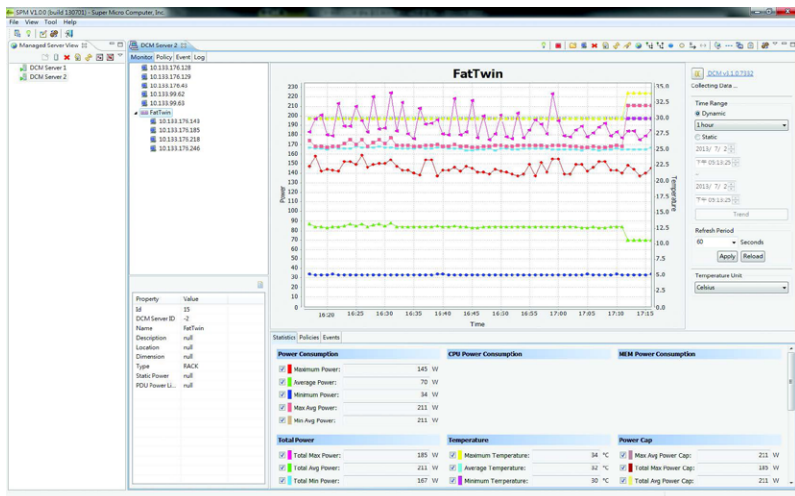 SPM V1.0.0 (build 130701) - Super Micro Computer, Inc.
File View Tool Help
Managed Server View
DCM Server 1
DCM Server 2
DCM Server 2
Monitor Policy Event Log
10.133.176.128
10.133.176.129
10.133.176.43
10.133.99.62
10.133.99.63
FatTwin
10.133.176.143
10.133.176.185
10.133.176.218
10.133.176.246
Property Value
Id 15
DCM Server ID -2
Name FatTwin
Description null
Location null
Dimension null
Type RACK
Static Power null
PDU Power Li... null
FatTwin
Power
230
220
210
200
190
180
170
160
150
140
130
120
110
100
90
80
70
60
50
40
30
20
10
0
35.0
32.5
30.0
27.5
25.0
22.5
20.0
17.5
15.0
12.5
10.0
7.5
5.0
2.5
0.0
Temperature
16:20 16:25 16:30 16:35 16:40 16:45 16:50 16:55 17:00 17:05 17:10 17:15
Time
DCM v3.1.0.7332
Collecting Data ...
Time Range
Dynamic
1 hour
Static
2013/ 7/ 2
下午 05:13:25
~
2013/ 7/ 2
下午 05:13:25
Trend
Refresh Period
60 Seconds
Apply Reload
Temperature Unit
Celsius
Statistics Policies Events
Power Consumption
Maximum Power: 145 W
Average Power: 70 W
Minimum Power: 34 W
Max Avg Power: 211 W
Min Avg Power: 211 W
CPU Power Consumption
MEM Power Consumption
Total Power
Total Max Power: 185 W
Total Avg Power: 211 W
Total Min Power: 167 W
Temperature
Maximum Temperature: 34 °C
Average Temperature: 32 °C
Minimum Temperature: 30 °C
Power Cap
Max Avg Power Cap: 211 W
Total Max Power Cap: 185 W
Total Avg Power Cap: 211 W